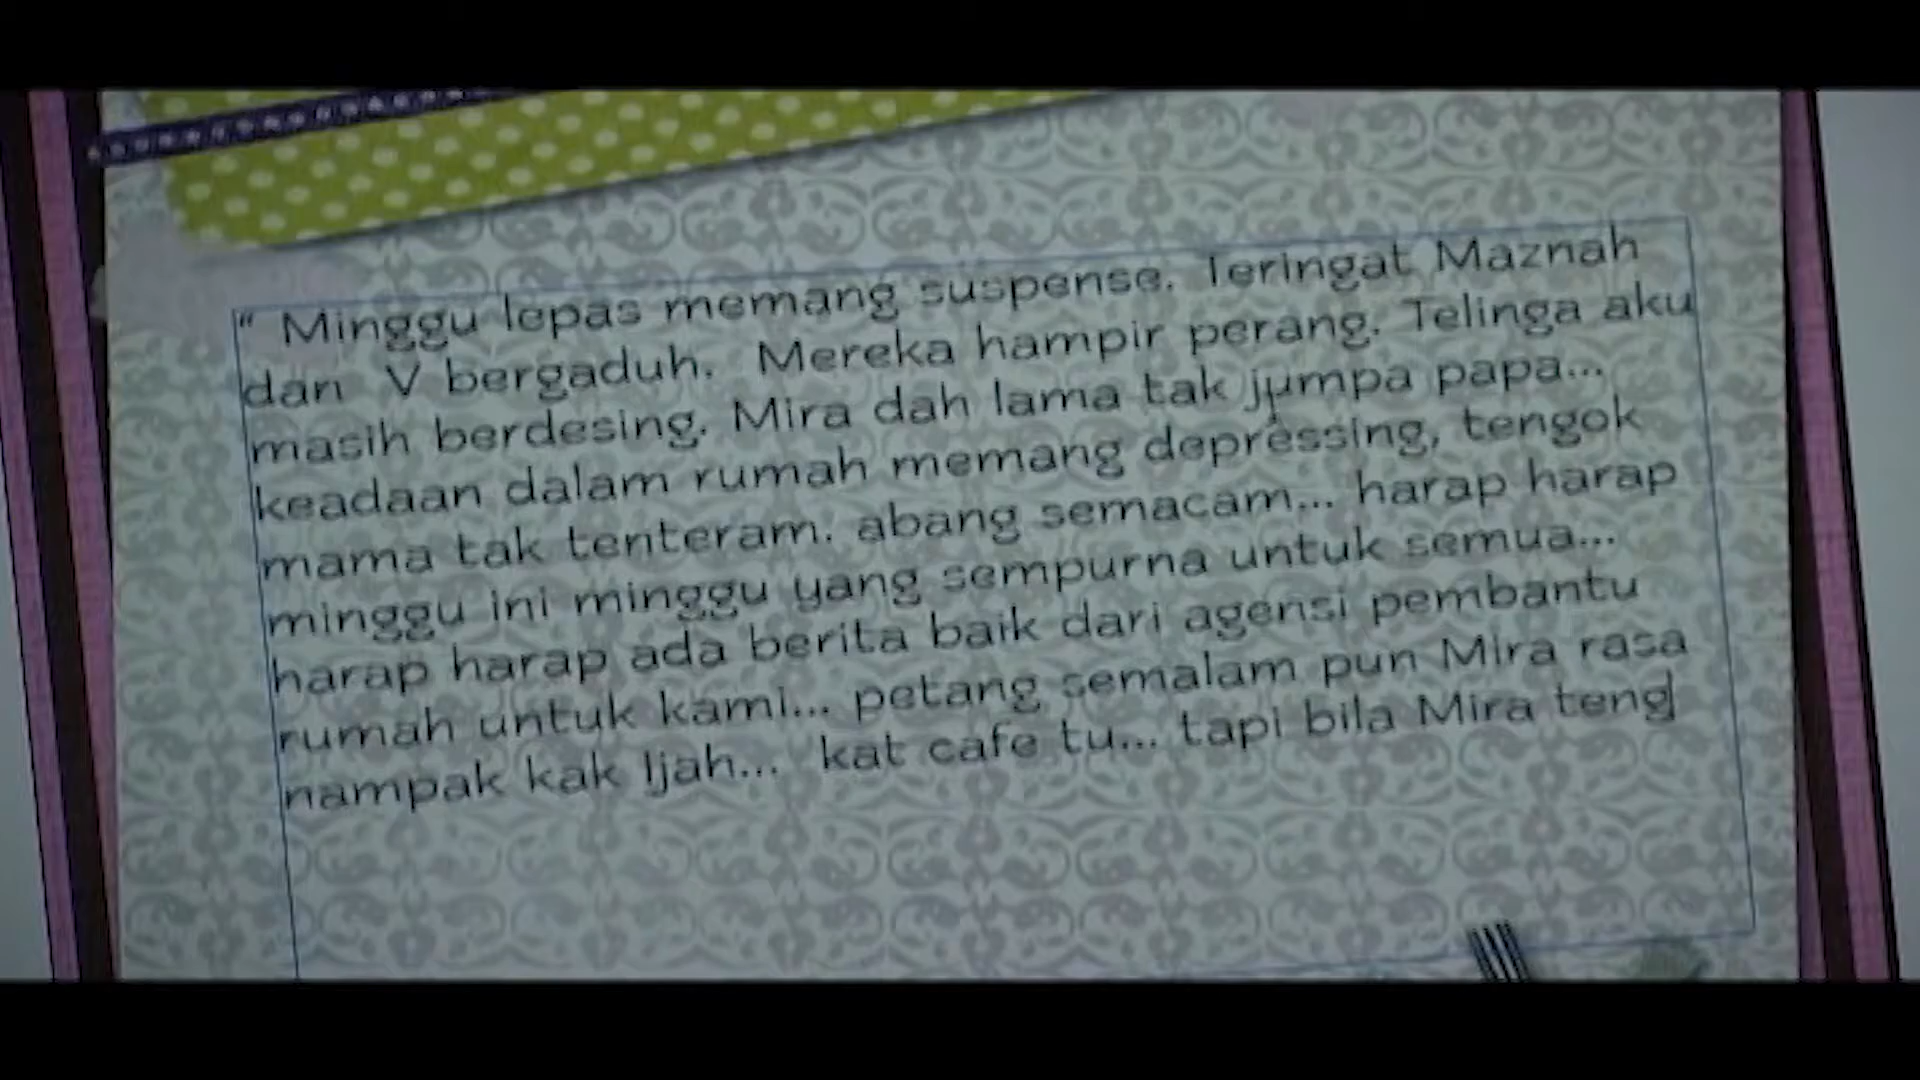 “ Minggu lepas memang suspense. Teringat Maznah
dan V bergaduh. Mereka hampir perang. Telinga aku
masih berdesing. Mira dah lama tak jumpa papa...
keadaan dalam rumah memang depressing, tengok
mama tak tenteram. abang semacam... harap harap
minggu ini minggu yang sempurna untuk semua...
harap harap ada berita baik dari agensi pembantu
rumah untuk kami... petang semalam pun Mira rasa
nampak kak Ijah... kat cafe tu... tapi bila Mira teng